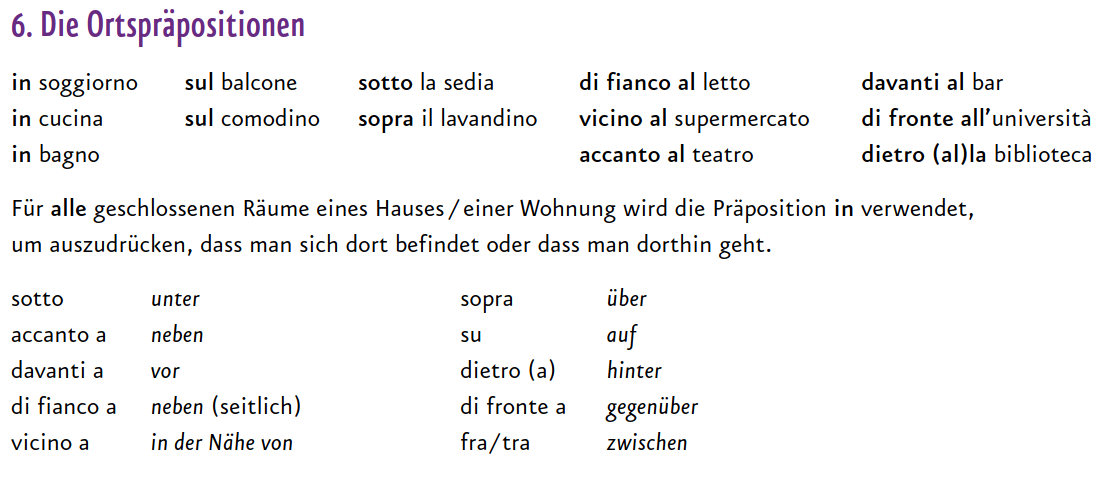 6. Die Ortspräpositionen
in soggiorno sul balcone sotto la sedia di fianco al letto davanti al bar
in cucina sul comodino sopra il lavandino vicino al supermercato di fronte all'università
in bagno accanto al teatro dietro (al)la biblioteca
Für alle geschlossenen Räume eines Hauses/einer Wohnung wird die Präposition in verwendet,
um auszudrücken, dass man sich dort befindet oder dass man dorthin geht.
sotto unter sopra über
accanto a neben su auf
davanti a vor dietro (a) hinter
di fianco a neben (seitlich) di fronte a gegenüber
vicino a in der Nähe von fra/tra zwischen